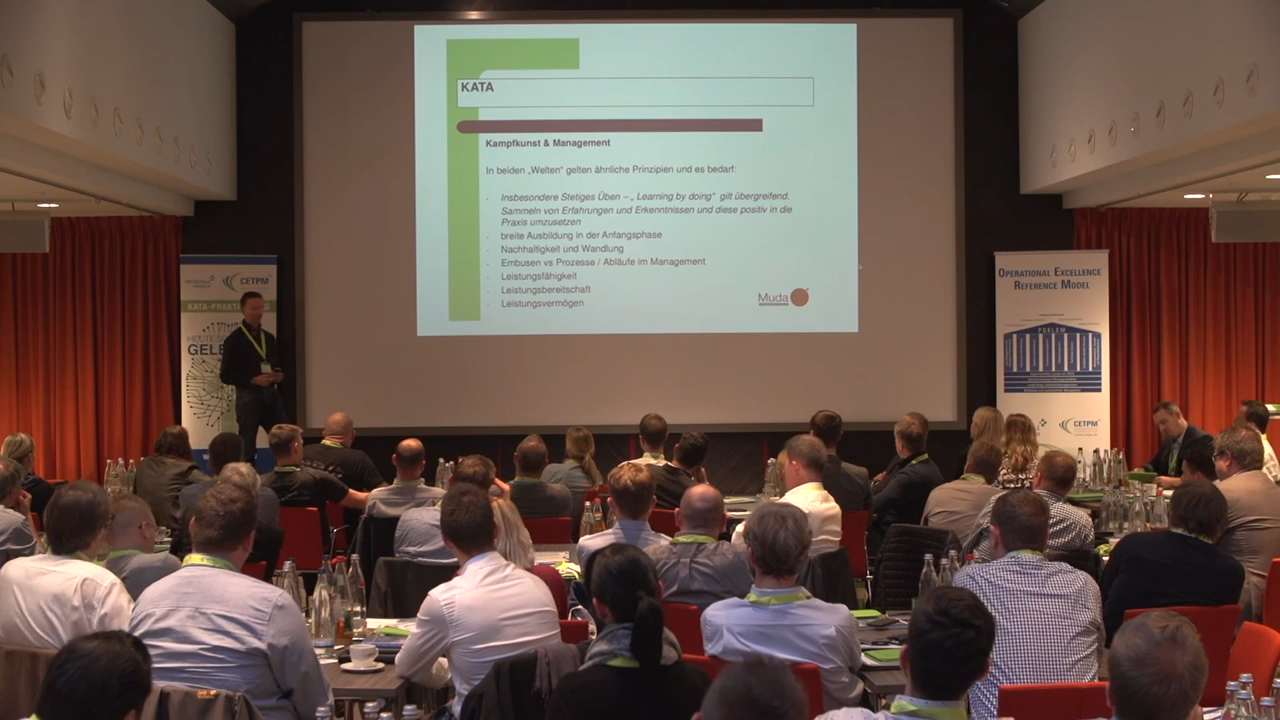 KATA
Kampfkunst & Management
In beiden „Welten“ gelten ähnliche Prinzipien und es bedarf:
- Insbesondere Stetiges Üben – „ Learning by doing“ gilt übergreifend.
- Sammeln von Erfahrungen und Erkenntnissen und diese positiv in die
Praxis umzusetzen
- breite Ausbildung in der Anfangsphase
- Nachhaltigkeit und Wandlung
- Embusen vs Prozesse / Abläufe im Management
- Leistungsfähigkeit
- Leistungsbereitschaft
- Leistungsvermögen
Muda
CETPM
KATA-PRAKT
HEUTE
GELE
OPERATIONAL EXCELLENCE
REFERENCE MODEL
CETPM